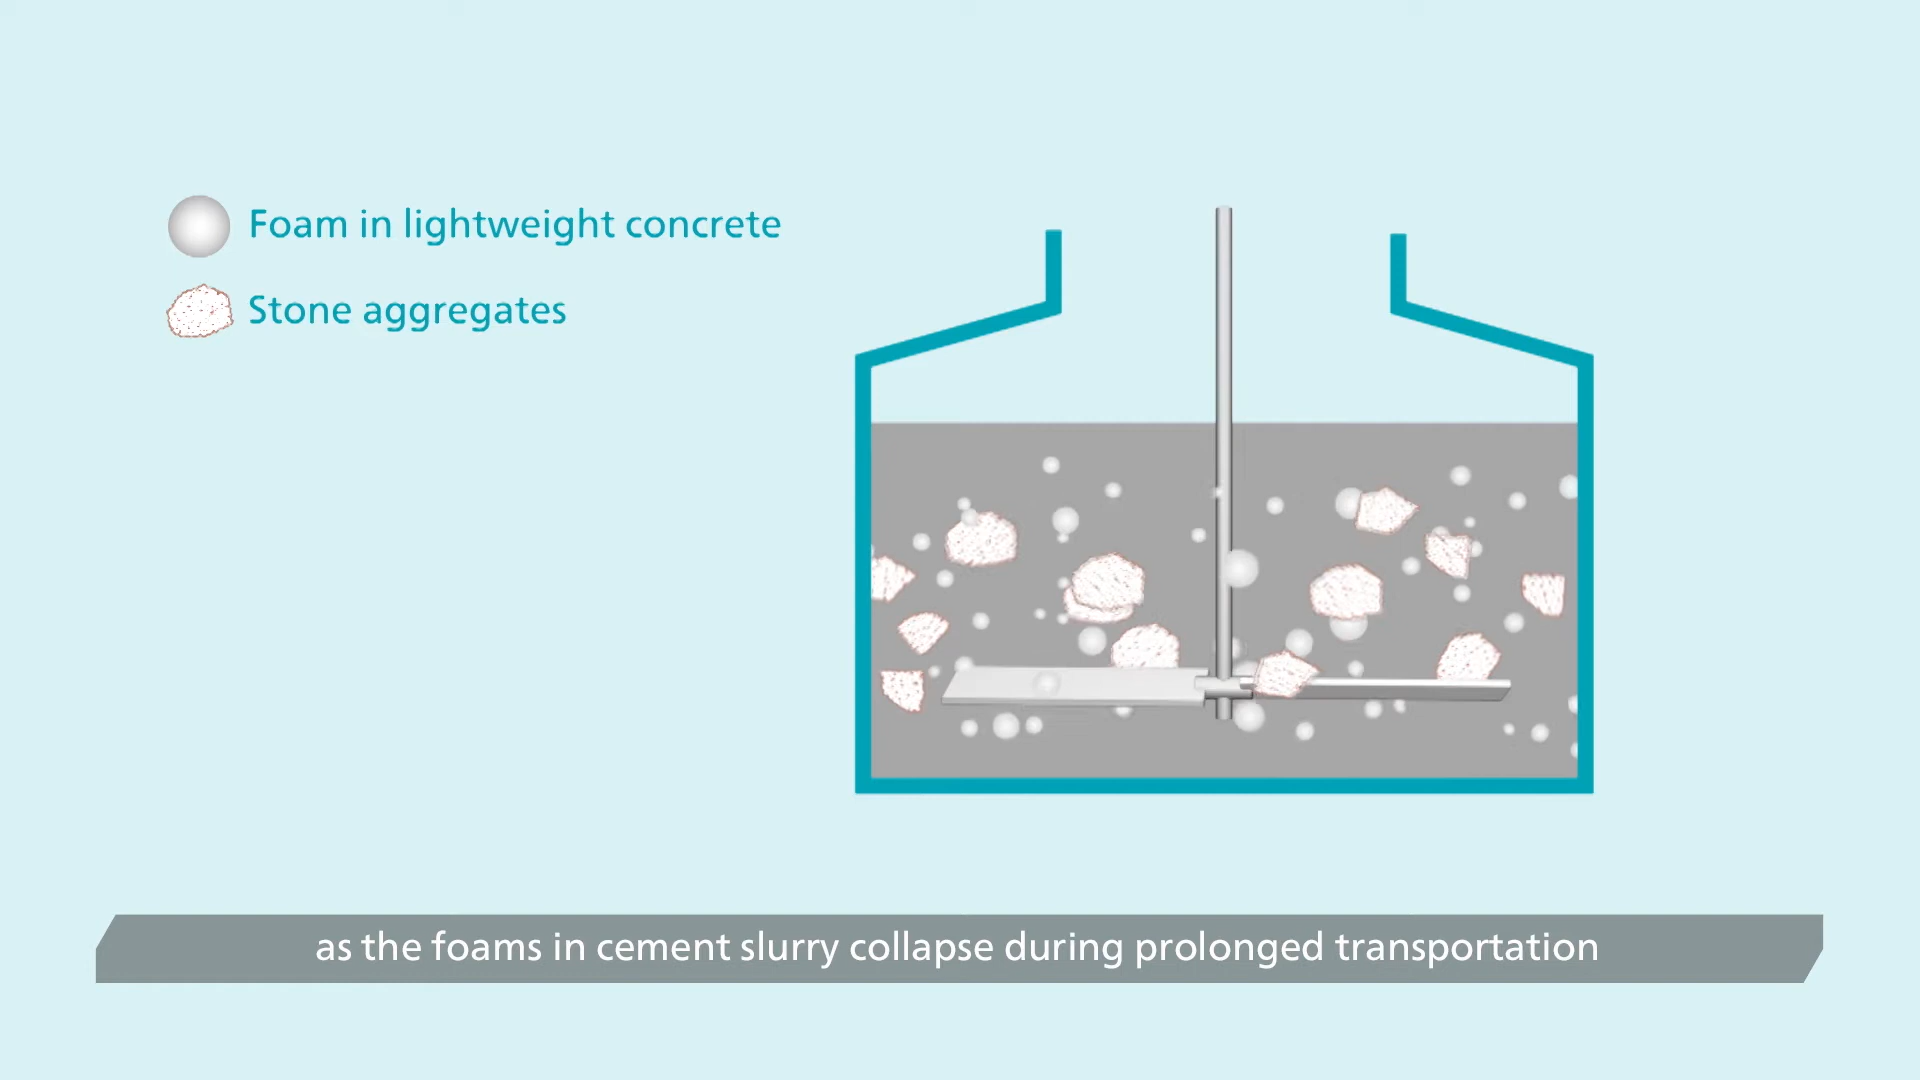 Foam in lightweight concrete
Stone aggregates
as the foams in cement slurry collapse during prolonged transportation